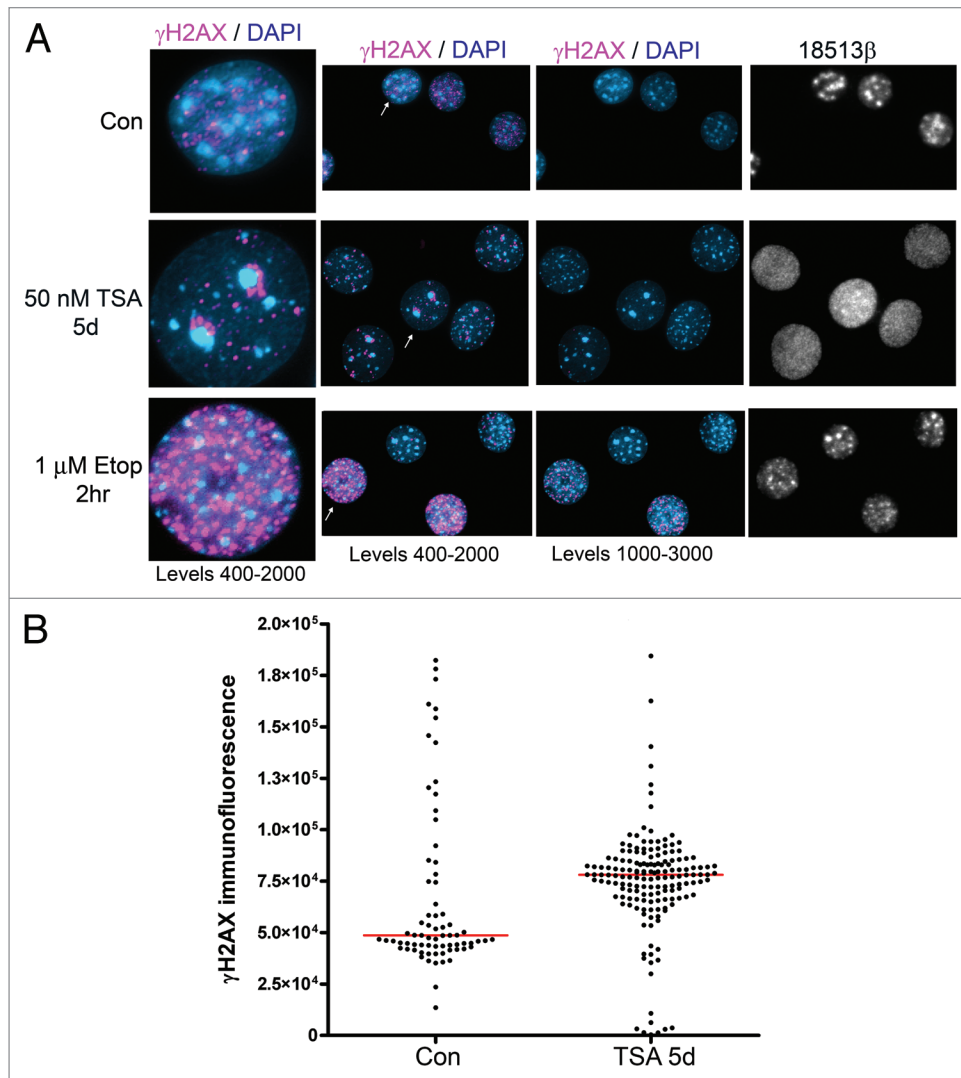 A
γH2AX / DAPI
γH2AX / DAPI
γH2AX / DAPI
18513β
Con
50 nM TSA
5d
1 μM Etop
2hr
Levels 400-2000
Levels 400-2000
Levels 1000-3000
B
γH2AX immunofluorescence
2.0×10⁵
1.8×10⁵
1.5×10⁵
1.3×10⁵
1.0×10⁵
7.5×10⁴
5.0×10⁴
2.5×10⁴
0
Con
TSA 5d